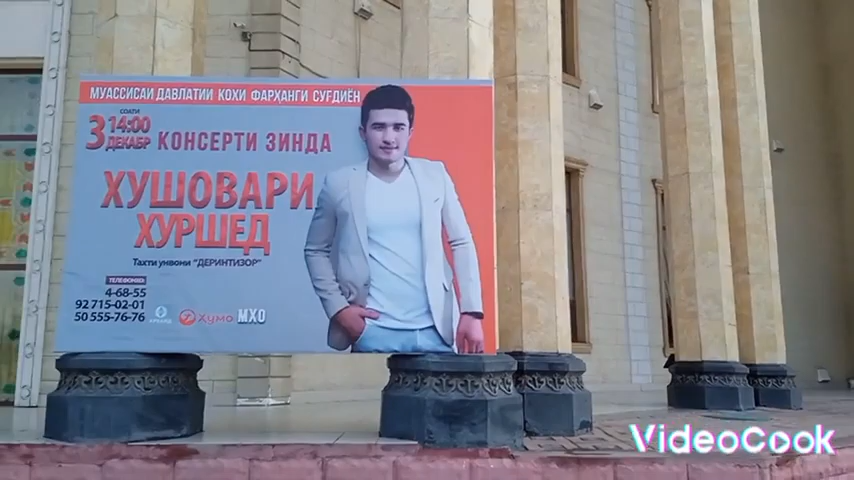 МУАССИСАИ ДАВЛАТИИ КОХИ ФАРҲАНГИ СУҒДИЁН
3 СОАТИ 14:00
ДЕКАБР
КОНСЕРТИ ЗИНДА
ХУШОВАРИ
ХУРШЕД
Тахти унвони "ДЕРИНТИЗОР"
ТЕЛЕФОНҲО:
4-68-55
92 715-02-01
50 555-76-76
Хумо
МХО
VideoCook